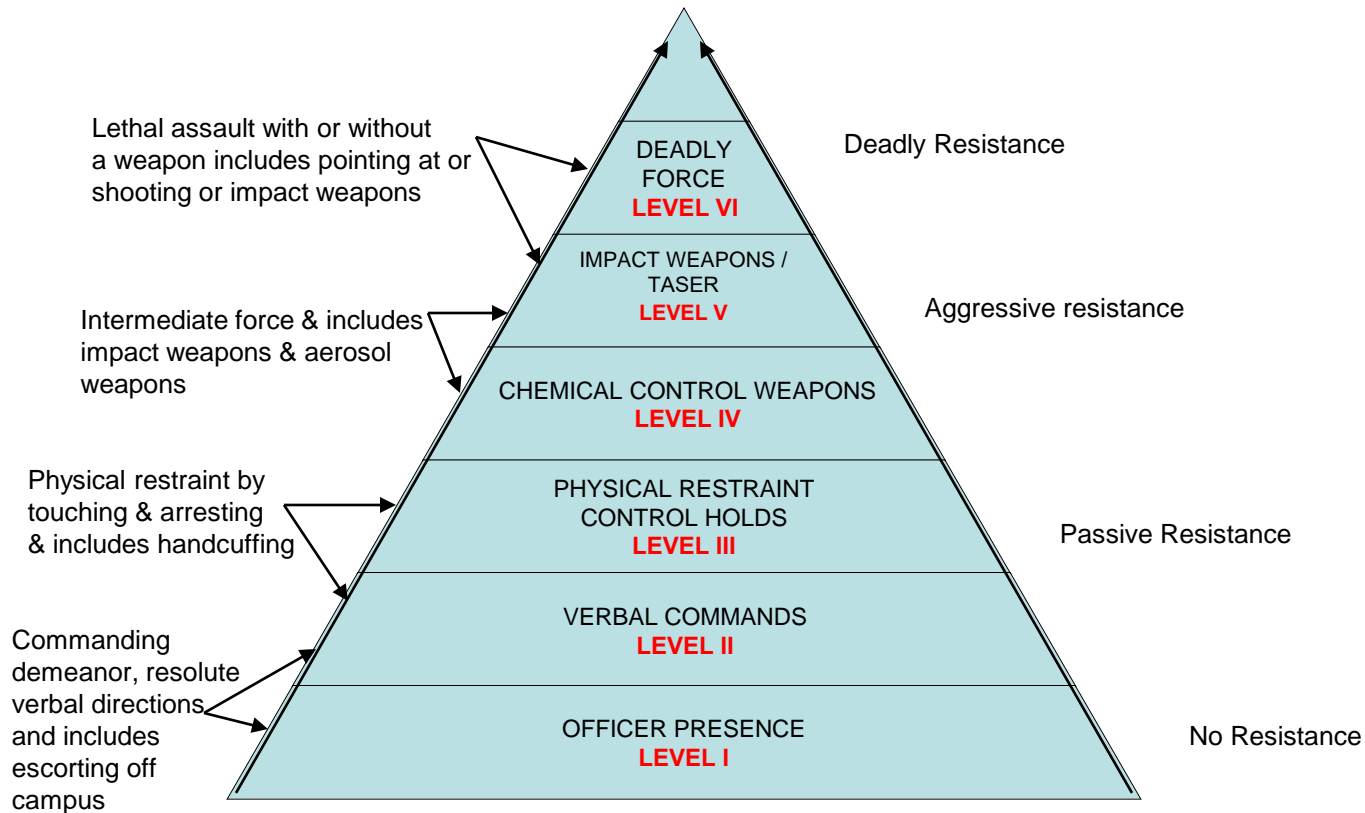 Lethal assault with or without
a weapon includes pointing at or
shooting or impact weapons
DEADLY
FORCE
LEVEL VI
Deadly Resistance
Intermediate force & includes
impact weapons & aerosol
weapons
IMPACT WEAPONS /
TASER
LEVEL V
Aggressive resistance
CHEMICAL CONTROL WEAPONS
LEVEL IV
Physical restraint by
touching & arresting
& includes handcuffing
PHYSICAL RESTRAINT
CONTROL HOLDS
LEVEL III
Passive Resistance
VERBAL COMMANDS
LEVEL II
Commanding
demeanor, resolute
verbal directions
and includes
escorting off
campus
OFFICER PRESENCE
LEVEL I
No Resistance